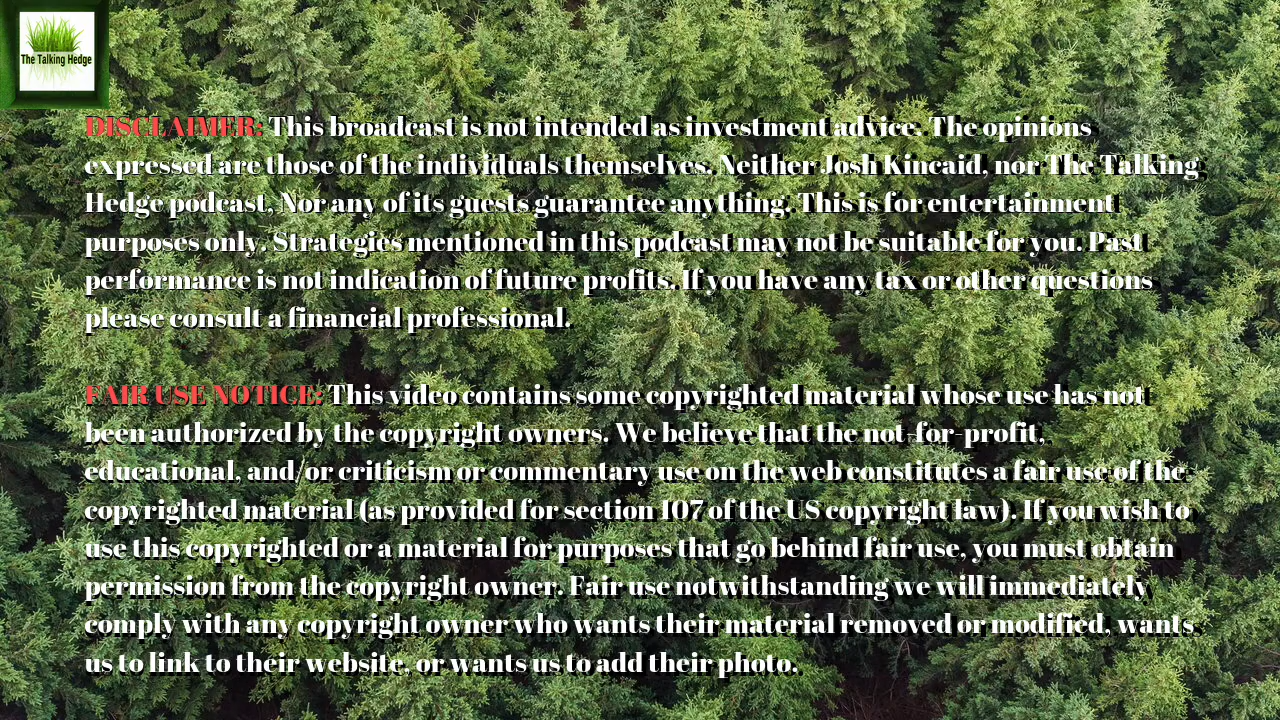 The Talking Hedge
DISCLAIMER: This broadcast is not intended as investment advice. The opinions
expressed are those of the individuals themselves. Neither Josh Kincaid, nor The Talking
Hedge podcast, Nor any of its guests guarantee anything. This is for entertainment
purposes only. Strategies mentioned in this podcast may not be suitable for you. Past
performance is not indication of future profits. If you have any tax or other questions
please consult a financial professional.
FAIR USE NOTICE: This video contains some copyrighted material whose use has not
been authorized by the copyright owners. We believe that the not-for-profit,
educational, and/or criticism or commentary use on the web constitutes a fair use of the
copyrighted material (as provided for section 107 of the US copyright law). If you wish to
use this copyrighted or a material for purposes that go behind fair use, you must obtain
permission from the copyright owner. Fair use notwithstanding we will immediately
comply with any copyright owner who wants their material removed or modified, wants
us to link to their website, or wants us to add their photo.